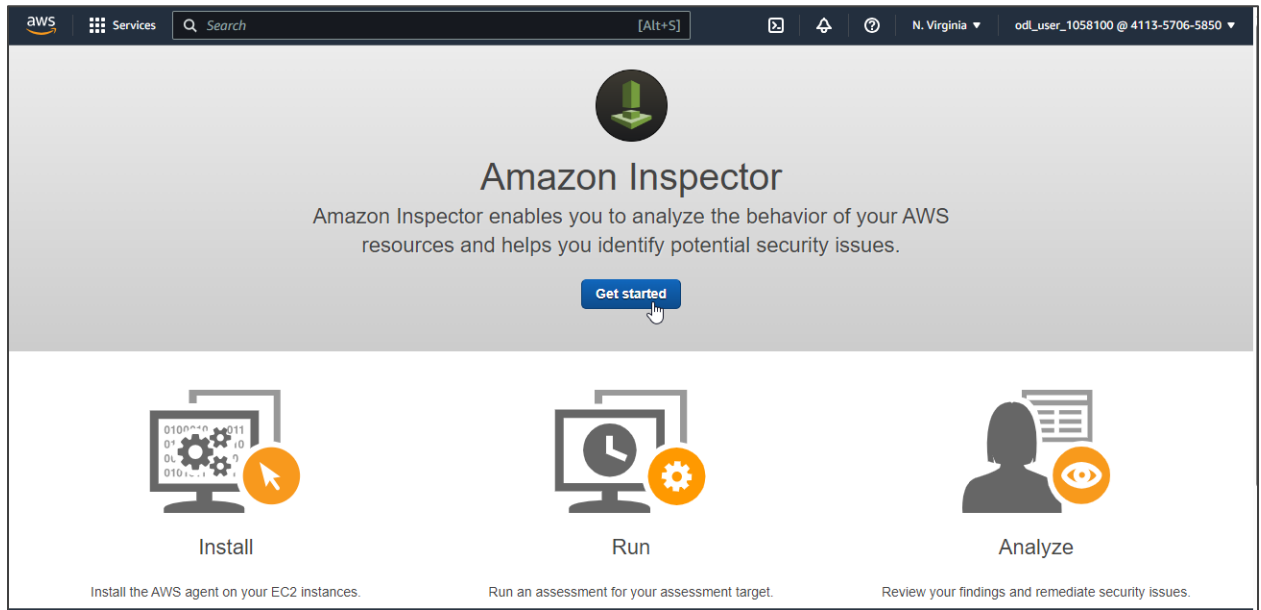 aws
Services
Search
[Alt+S]
N. Virginia
odl_user_1058100 @ 4113-5706-5850
Amazon Inspector
Amazon Inspector enables you to analyze the behavior of your AWS
resources and helps you identify potential security issues.
Get started
Install
Run
Analyze
Install the AWS agent on your EC2 instances.
Run an assessment for your assessment target.
Review your findings and remediate security issues.